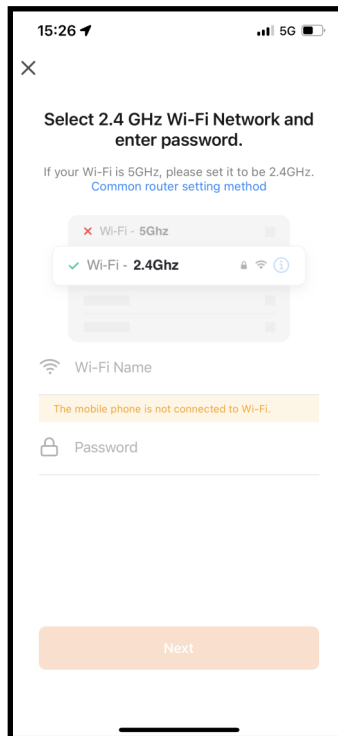 15:26
5G
Select 2.4 GHz Wi-Fi Network and
enter password.
If your Wi-Fi is 5GHz, please set it to be 2.4GHz.
Common router setting method
Wi-Fi - 5Ghz
Wi-Fi - 2.4Ghz
Wi-Fi Name
The mobile phone is not connected to Wi-Fi.
Password
Next